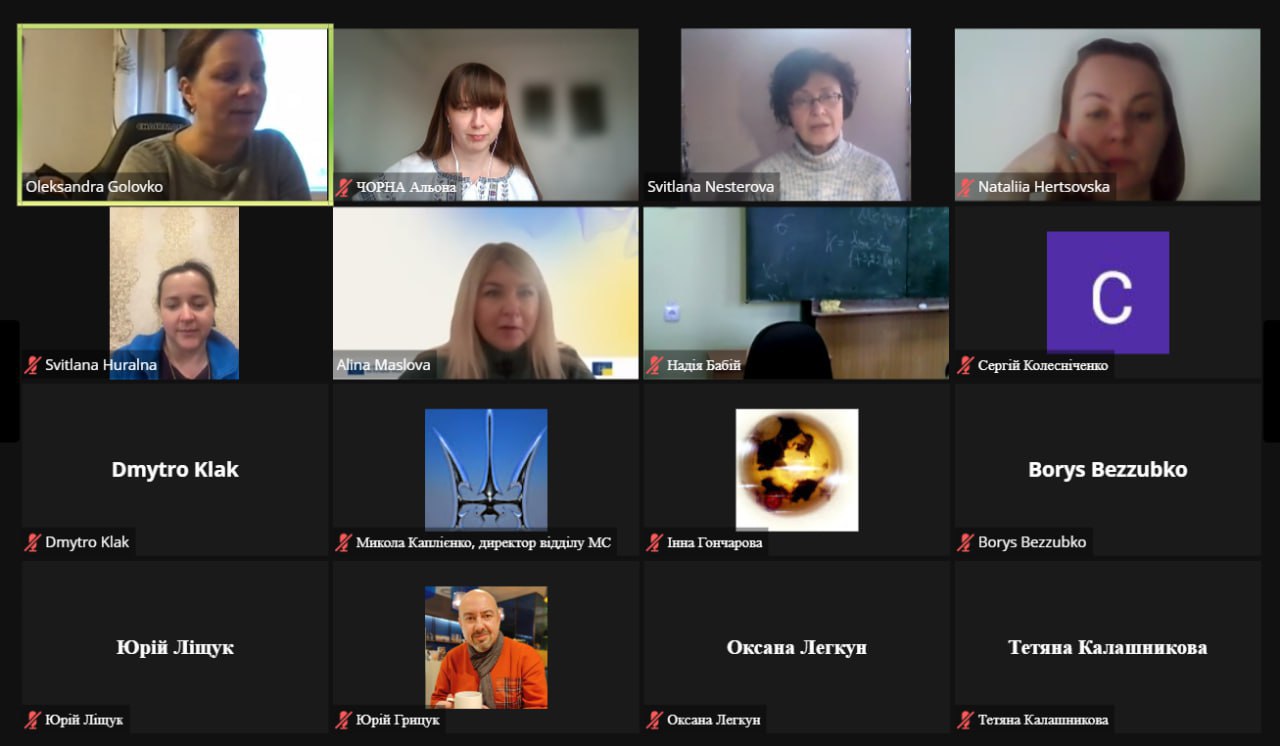 Oleksandra Golovko
ЧОРНА Альона
Svitlana Nesterova
Nataliia Hertsovska
Svitlana Huralna
Alina Maslova
Надія Бабій
C
Сергій Колесніченко
Dmytro Klak
Dmytro Klak
Микола Каплієнко, директор відділу МС
Інна Гончарова
Borys Bezzubko
Borys Bezzubko
Юрій Ліщук
Юрій Ліщук
Юрій Грицук
Оксана Легкун
Оксана Легкун
Тетяна Калашникова
Тетяна Калашникова